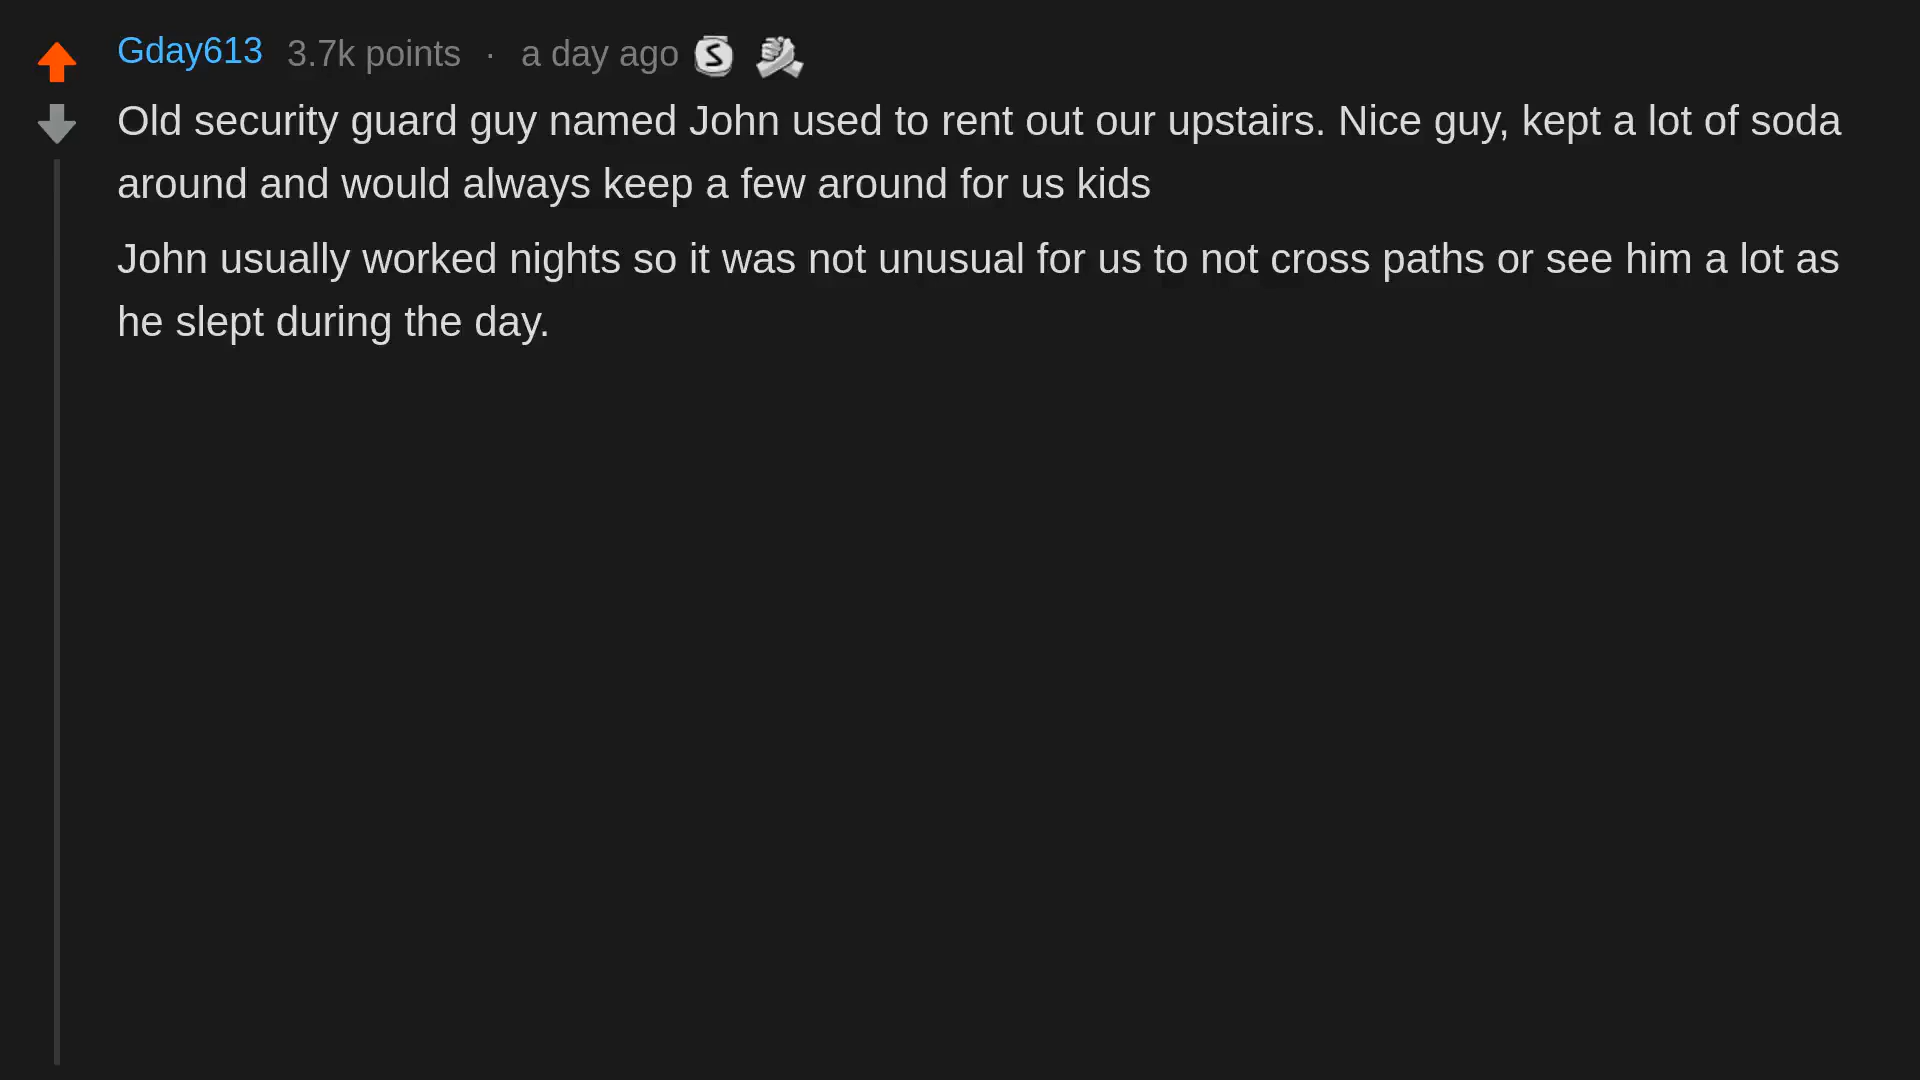 Gday613 3.7k points · a day ago
Old security guard guy named John used to rent out our upstairs. Nice guy, kept a lot of soda
around and would always keep a few around for us kids
John usually worked nights so it was not unusual for us to not cross paths or see him a lot as
he slept during the day.